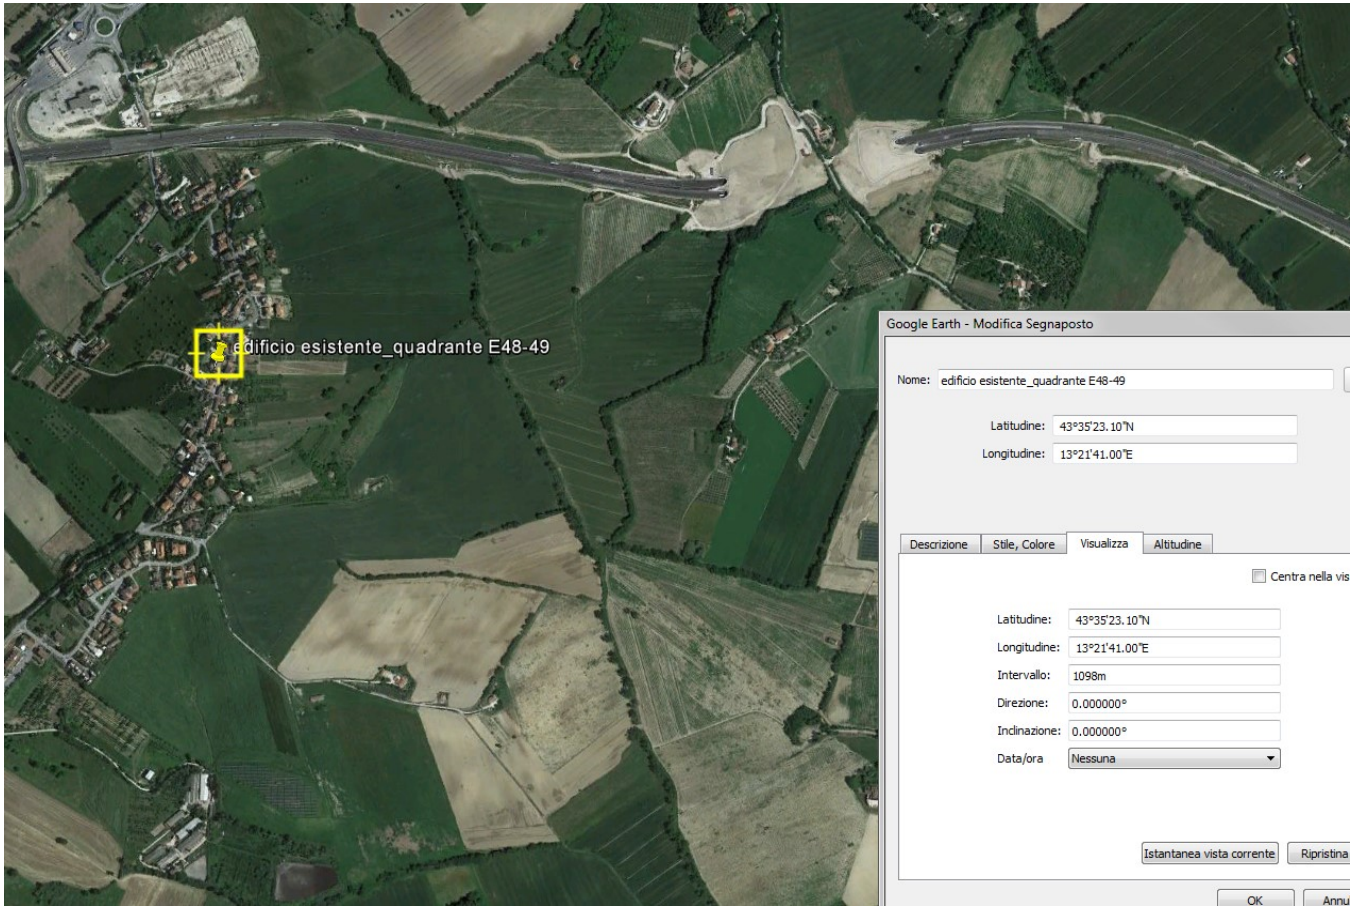 edificio esistente_quadrante E48-49
Google Earth - Modifica Segnaposto
Nome: edificio esistente_quadrante E48-49
Latitudine: 43°35'23.10"N
Longitudine: 13°21'41.00"E
Descrizione Stile, Colore Visualizza Altitudine
Centra nella vis
Latitudine: 43°35'23.10"N
Longitudine: 13°21'41.00"E
Intervallo: 1098m
Direzione: 0.000000°
Inclinazione: 0.000000°
Data/ora Nessuna
Istantanea vista corrente Ripristina
OK Annu